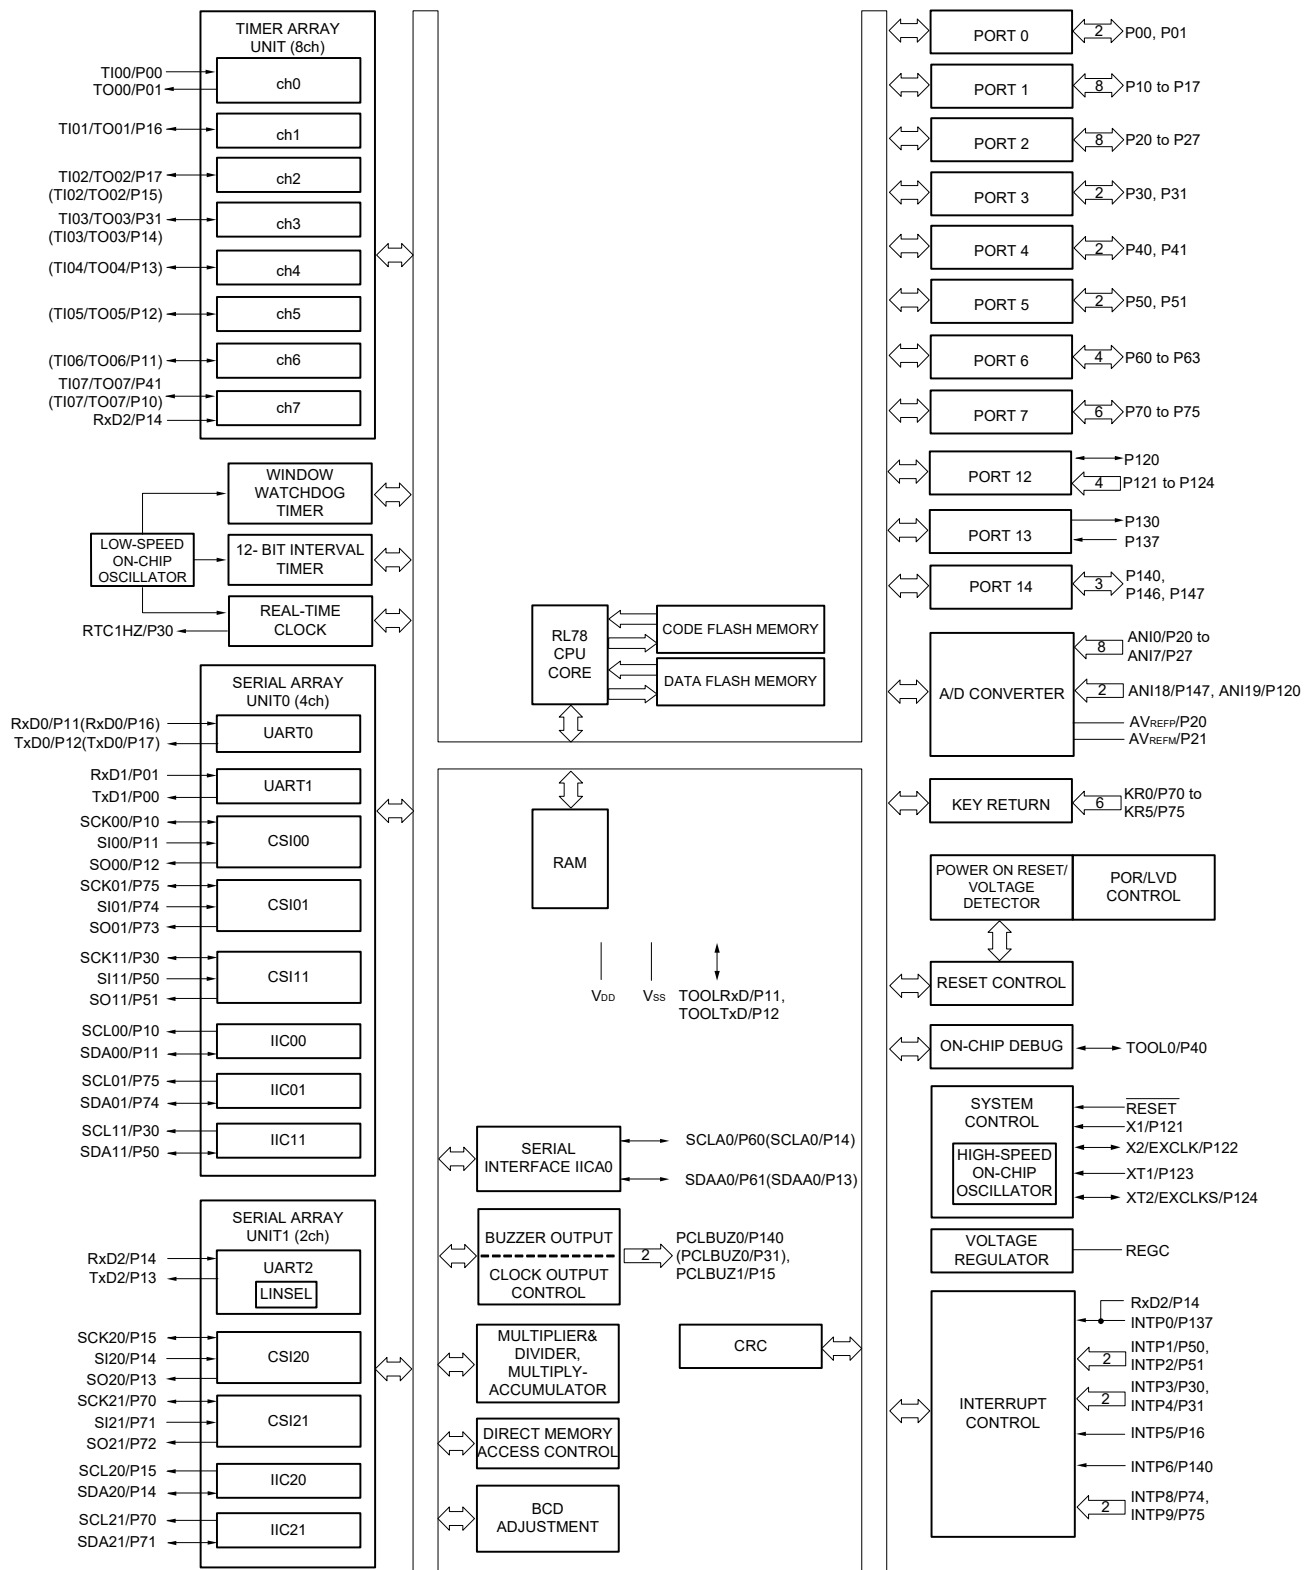 TIMER ARRAY
UNIT (8ch)
TI00/P00
TO00/P01
ch0
TI01/TO01/P16
ch1
TI02/TO02/P17
(TI02/TO02/P15)
ch2
TI03/TO03/P31
(TI03/TO03/P14)
ch3
(TI04/TO04/P13)
ch4
(TI05/TO05/P12)
ch5
(TI06/TO06/P11)
ch6
TI07/TO07/P41
(TI07/TO07/P10)
RxD2/P14
ch7
WINDOW
WATCHDOG
TIMER
LOW-SPEED
ON-CHIP
OSCILLATOR
12- BIT INTERVAL
TIMER
REAL-TIME
CLOCK
RTC1HZ/P30
SERIAL ARRAY
UNIT0 (4ch)
RxD0/P11(RxD0/P16)
TxD0/P12(TxD0/P17)
UART0
RxD1/P01
TxD1/P00
UART1
SCK00/P10
SI00/P11
SO00/P12
CSI00
SCK01/P75
SI01/P74
SO01/P73
CSI01
SCK11/P30
SI11/P50
SO11/P51
CSI11
SCL00/P10
SDA00/P11
IIC00
SCL01/P75
SDA01/P74
IIC01
SCL11/P30
SDA11/P50
IIC11
SERIAL ARRAY
UNIT1 (2ch)
RxD2/P14
TxD2/P13
UART2
LINSEL
SCK20/P15
SI20/P14
SO20/P13
CSI20
SCK21/P70
SI21/P71
SO21/P72
CSI21
SCL20/P15
SDA20/P14
IIC20
SCL21/P70
SDA21/P71
IIC21
RL78
CPU
CORE
CODE FLASH MEMORY
DATA FLASH MEMORY
RAM
VDD
VSS
TOOLRxD/P11,
TOOLTxD/P12
SERIAL
INTERFACE IICA0
SCLA0/P60(SCLA0/P14)
SDAA0/P61(SDAA0/P13)
BUZZER OUTPUT
CLOCK OUTPUT
CONTROL
2
PCLBUZ0/P140
(PCLBUZ0/P31),
PCLBUZ1/P15
MULTIPLIER&
DIVIDER,
MULTIPLY-
ACCUMULATOR
CRC
DIRECT MEMORY
ACCESS CONTROL
BCD
ADJUSTMENT
PORT 0
2
P00, P01
PORT 1
8
P10 to P17
PORT 2
8
P20 to P27
PORT 3
2
P30, P31
PORT 4
2
P40, P41
PORT 5
2
P50, P51
PORT 6
4
P60 to P63
PORT 7
6
P70 to P75
PORT 12
P120
4
P121 to P124
PORT 13
P130
P137
PORT 14
3
P140,
P146, P147
A/D CONVERTER
8
ANI0/P20 to
ANI7/P27
2
ANI18/P147, ANI19/P120
AVREFP/P20
AVREFM/P21
KEY RETURN
6
KR0/P70 to
KR5/P75
POWER ON RESET/
VOLTAGE
DETECTOR
POR/LVD
CONTROL
RESET CONTROL
ON-CHIP DEBUG
TOOL0/P40
SYSTEM
CONTROL
HIGH-SPEED
ON-CHIP
OSCILLATOR
RESET
X1/P121
X2/EXCLK/P122
XT1/P123
XT2/EXCLKS/P124
VOLTAGE
REGULATOR
REGC
INTERRUPT
CONTROL
RxD2/P14
INTP0/P137
2
INTP1/P50,
INTP2/P51
2
INTP3/P30,
INTP4/P31
INTP5/P16
INTP6/P140
2
INTP8/P74,
INTP9/P75